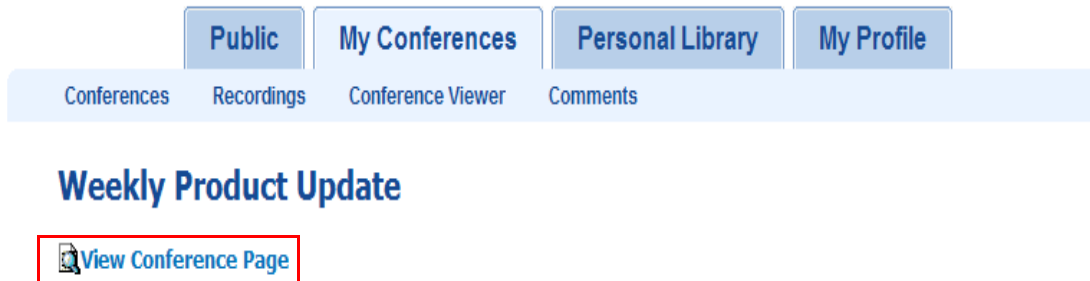 Public My Conferences Personal Library My Profile
Conferences Recordings Conference Viewer Comments
Weekly Product Update
View Conference Page